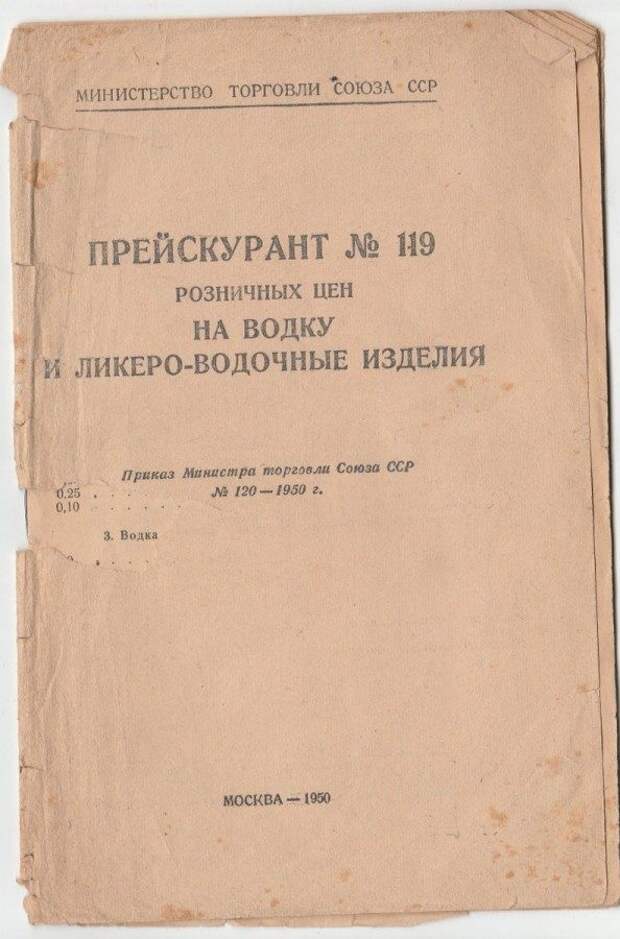 МИНИСТЕРСТВО ТОРГОВЛИ СОЮЗА ССР
ПРЕЙСКУРАНТ № 119
РОЗНИЧНЫХ ЦЕН
НА ВОДКУ
И ЛИКЕРО-ВОДОЧНЫЕ ИЗДЕЛИЯ
Приказ Министра торговли Союза ССР
№ 120—1950 г.
0.25 . . .
0,10 . . . . . .
3. Водка
МОСКВА — 1950